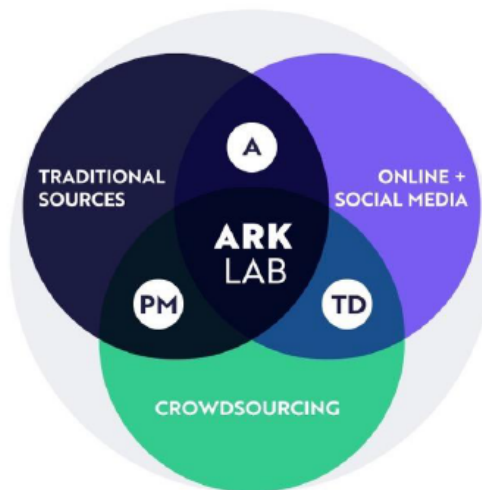 A
TRADITIONAL
SOURCES
ONLINE +
SOCIAL MEDIA
ARK
LAB
PM
TD
CROWDSOURCING